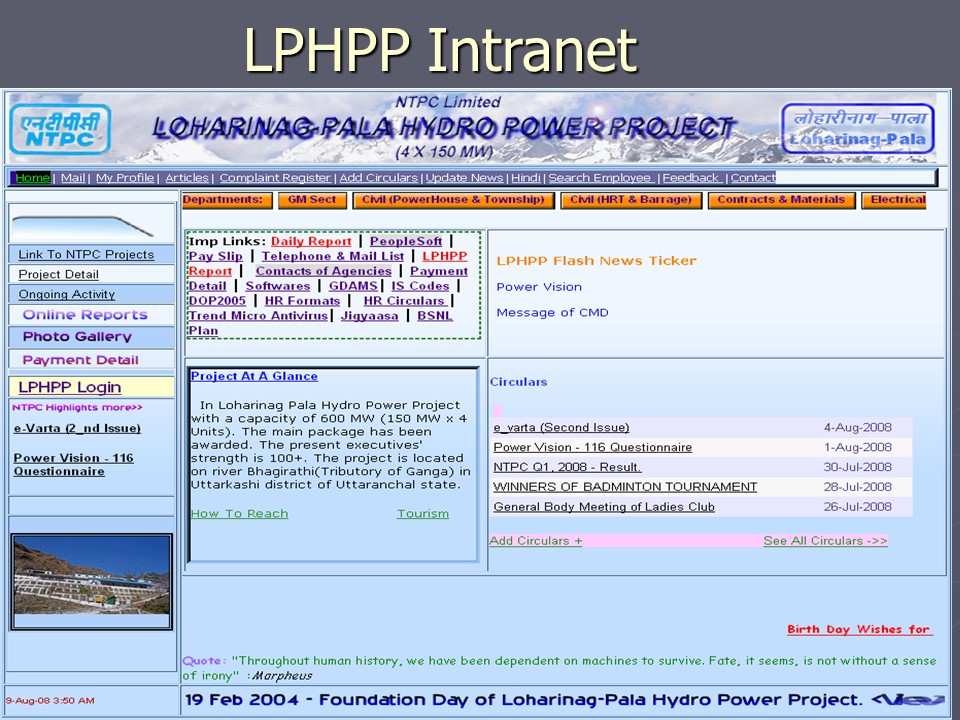 LPHPP Intranet
NTPC Limited
एनटीपीसी
NTPC
LOHARINAG-PALA HYDRO POWER PROJECT
(4 X 150 MW)
लोहारीनाग-पाला
Loharinag-Pala
Home | Mail | My Profile | Articles | Complaint Register | Add Circulars | Update News | Hindi | Search Employee | Feedback | Contact
Departments: GM Sect Civil (PowerHouse & Township) Civil (HRT & Barrage) Contracts & Materials Electrical
Link To NTPC Projects
Project Detail
Ongoing Activity
Online Reports
Photo Gallery
Payment Detail
LPHPP Login
NTPC Highlights more>>
e-Varta (2_nd Issue)
Power Vision - 116
Questionnaire
Imp Links: Daily Report | PeopleSoft |
Pay Slip | Telephone & Mail List | LPHPP
Report | Contacts of Agencies | Payment
Detail | Softwares | GDAMS| IS Codes |
DOP2005 | HR Formats | HR Circulars |
Trend Micro Antivirus| Jigyaasa | BSNL
Plan
LPHPP Flash News Ticker
Power Vision
Message of CMD
Project At A Glance
In Loharinag Pala Hydro Power Project
with a capacity of 600 MW (150 MW x 4
Units). The main package has been
awarded. The present executives'
strength is 100+. The project is located
on river Bhagirathi(Tributory of Ganga) in
Uttarkashi district of Uttaranchal state.
How To Reach Tourism
Circulars
e_varta (Second Issue) 4-Aug-2008
Power Vision - 116 Questionnaire 1-Aug-2008
NTPC Q1, 2008 - Result. 30-Jul-2008
WINNERS OF BADMINTON TOURNAMENT 28-Jul-2008
General Body Meeting of Ladies Club 26-Jul-2008
Add Circulars + See All Circulars ->>
Birth Day Wishes for
Quote: "Throughout human history, we have been dependent on machines to survive. Fate, it seems, is not without a sense
of irony" :Morpheus
9-Aug-08 3:50 AM
19 Feb 2004 - Foundation Day of Loharinag-Pala Hydro Power Project.